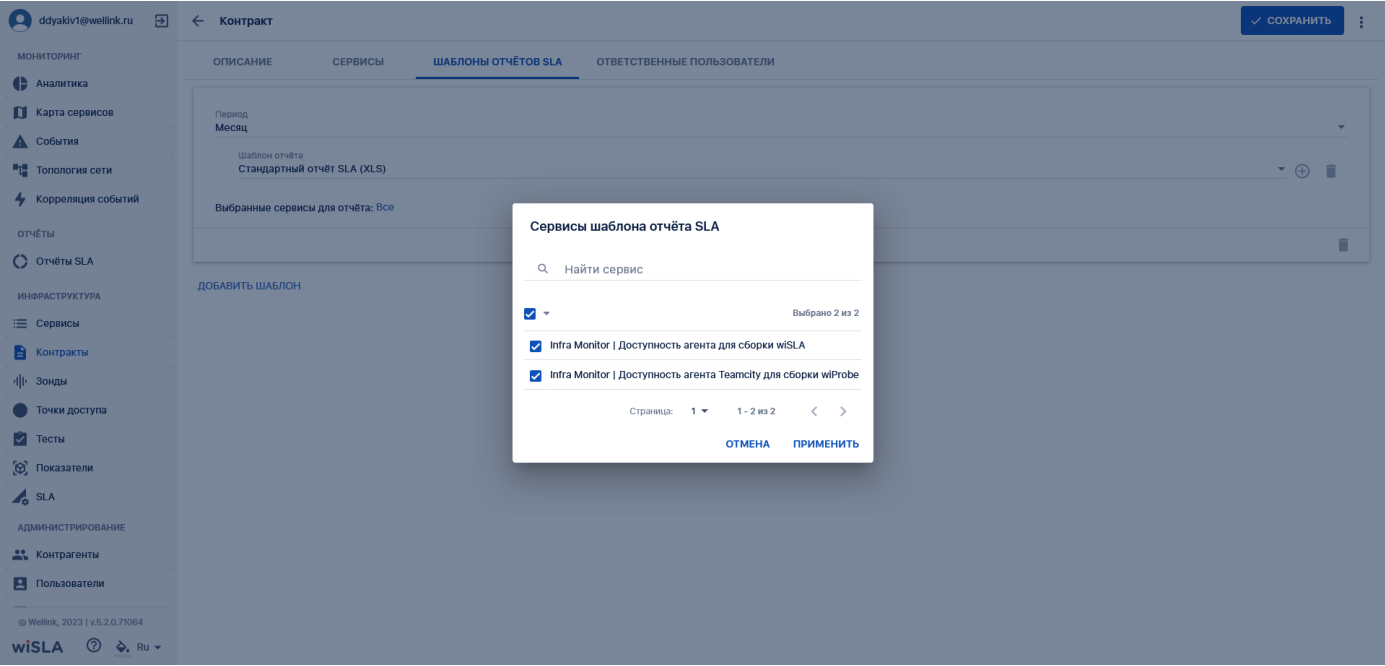 ddyakiv1@wellink.ru
Контракт
СОХРАНИТЬ
МОНИТОРИНГ
Аналитика
Карта сервисов
События
Топология сети
Корреляция событий
ОТЧЁТЫ
Отчёты SLA
ИНФРАСТРУКТУРА
Сервисы
Контракты
Зонды
Точки доступа
Тесты
Показатели
SLA
АДМИНИСТРИРОВАНИЕ
Контрагенты
Пользователи
© Wellink, 2023 | v.5.2.0.71064
wiSLA Ru
ОПИСАНИЕ СЕРВИСЫ ШАБЛОНЫ ОТЧЁТОВ SLA ОТВЕТСТВЕННЫЕ ПОЛЬЗОВАТЕЛИ
Период
Месяц
Шаблон отчёта
Стандартный отчёт SLA (XLS)
Выбранные сервисы для отчёта: Все
ДОБАВИТЬ ШАБЛОН
Сервисы шаблона отчёта SLA
Найти сервис
Выбрано 2 из 2
Infra Monitor | Доступность агента для сборки wiSLA
Infra Monitor | Доступность агента Teamcity для сборки wiProbe
Страница: 1 1 - 2 из 2
ОТМЕНА ПРИМЕНИТЬ